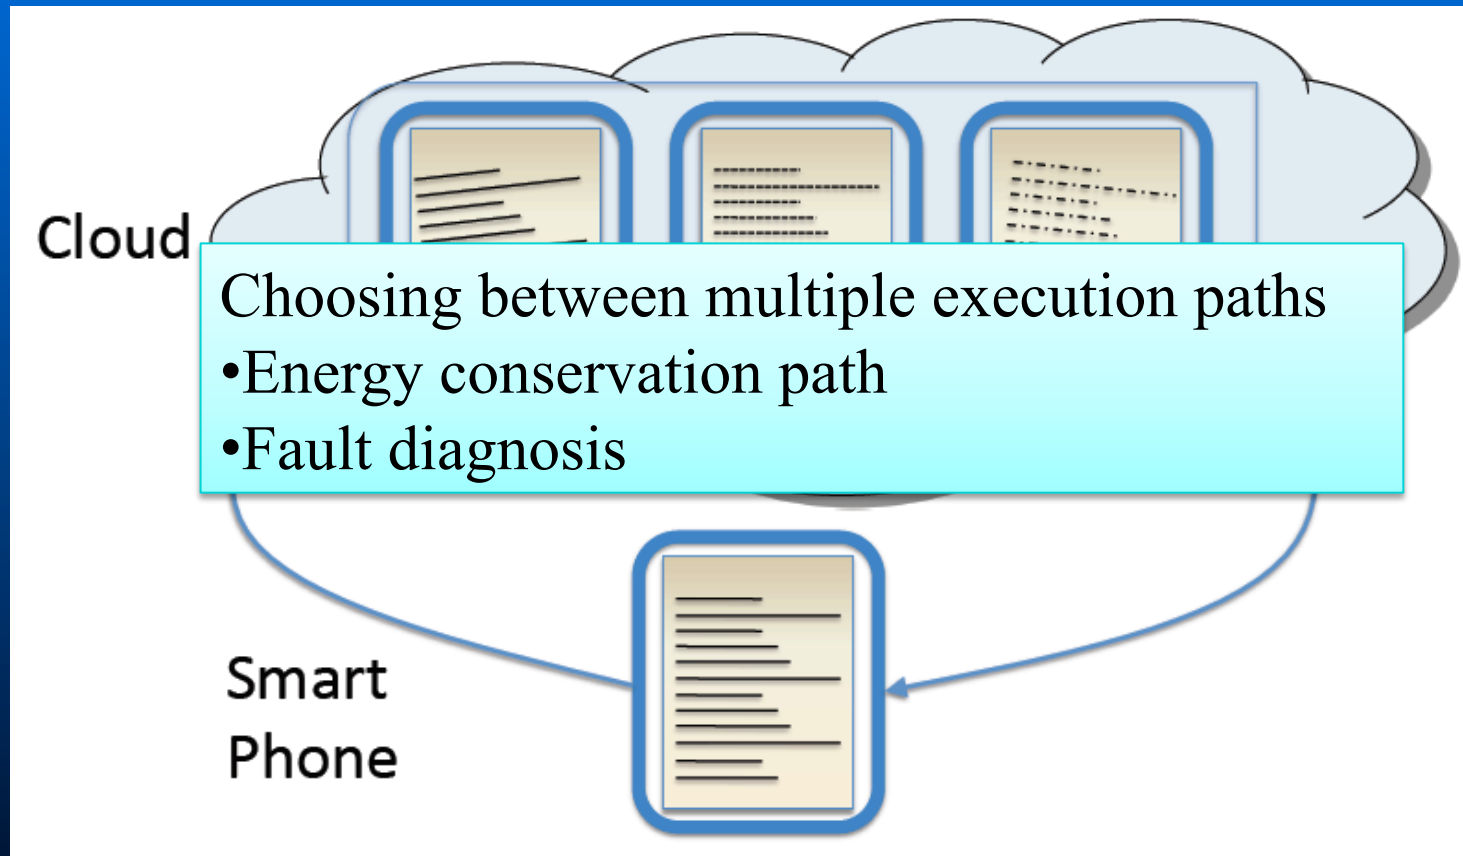 Cloud
Choosing between multiple execution paths
•Energy conservation path
•Fault diagnosis
Smart
Phone